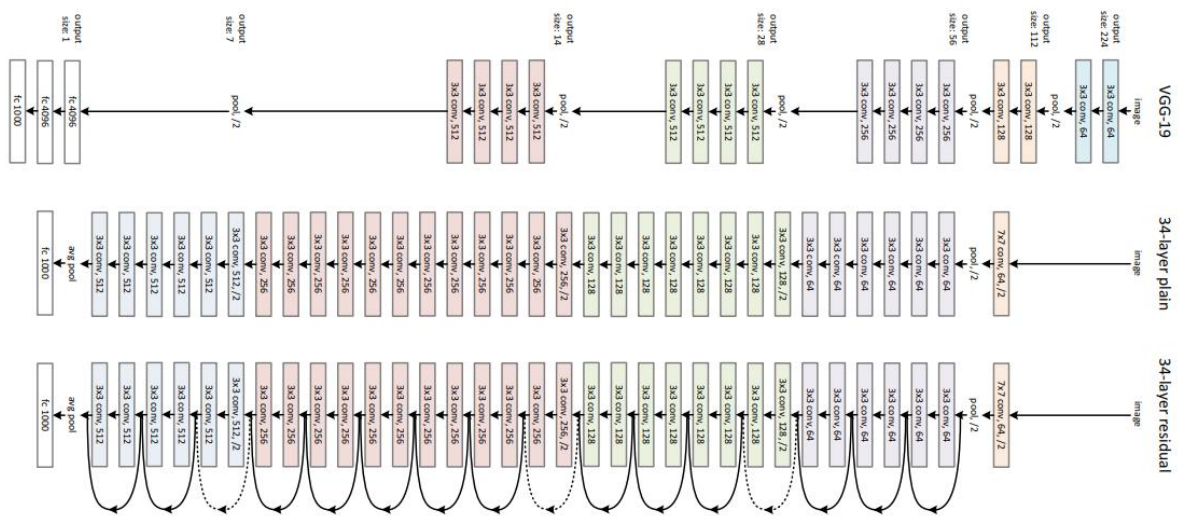 VGG-19
34-layer plain
34-layer residual
output
size: 224
output
size: 112
output
size: 56
output
size: 28
output
size: 14
output
size: 7
output
size: 1
image
3x3 conv, 64
3x3 conv, 64
pool, /2
3x3 conv, 128
3x3 conv, 128
pool, /2
3x3 conv, 256
3x3 conv, 256
3x3 conv, 256
3x3 conv, 256
pool, /2
3x3 conv, 512
3x3 conv, 512
3x3 conv, 512
3x3 conv, 512
pool, /2
3x3 conv, 512
3x3 conv, 512
3x3 conv, 512
3x3 conv, 512
pool, /2
fc 4096
fc 4096
fc 1000
image
7x7 conv, 64, /2
pool, /2
3x3 conv, 64
3x3 conv, 64
3x3 conv, 64
3x3 conv, 64
3x3 conv, 64
3x3 conv, 64
3x3 conv, 128, /2
3x3 conv, 128
3x3 conv, 128
3x3 conv, 128
3x3 conv, 128
3x3 conv, 128
3x3 conv, 128
3x3 conv, 128
3x3 conv, 256, /2
3x3 conv, 256
3x3 conv, 256
3x3 conv, 256
3x3 conv, 256
3x3 conv, 256
3x3 conv, 256
3x3 conv, 256
3x3 conv, 256
3x3 conv, 256
3x3 conv, 256
3x3 conv, 256
3x3 conv, 512, /2
3x3 conv, 512
3x3 conv, 512
3x3 conv, 512
3x3 conv, 512
3x3 conv, 512
avg pool
fc 1000
image
7x7 conv, 64, /2
pool, /2
3x3 conv, 64
3x3 conv, 64
3x3 conv, 64
3x3 conv, 64
3x3 conv, 64
3x3 conv, 64
3x3 conv, 128, /2
3x3 conv, 128
3x3 conv, 128
3x3 conv, 128
3x3 conv, 128
3x3 conv, 128
3x3 conv, 128
3x3 conv, 128
3x3 conv, 256, /2
3x3 conv, 256
3x3 conv, 256
3x3 conv, 256
3x3 conv, 256
3x3 conv, 256
3x3 conv, 256
3x3 conv, 256
3x3 conv, 256
3x3 conv, 256
3x3 conv, 256
3x3 conv, 256
3x3 conv, 512, /2
3x3 conv, 512
3x3 conv, 512
3x3 conv, 512
3x3 conv, 512
3x3 conv, 512
avg pool
fc 1000